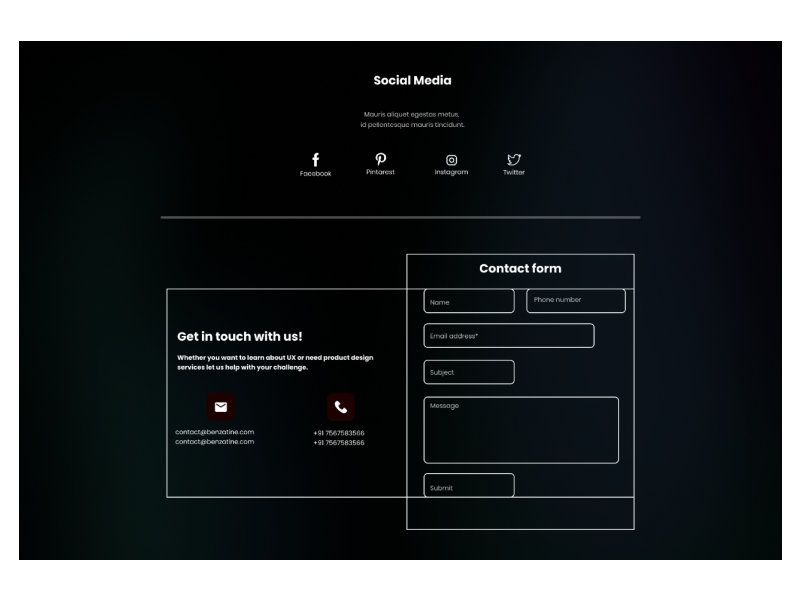 Social Media
Mauris aliquet egestas metus,
id pellentesque mauris tincidunt.
Facebook
Pintarest
Instagram
Twitter
Contact form
Name
Phone number
Email address*
Subject
Message
Submit
Get in touch with us!
Whether you want to learn about UX or need product design
services let us help with your challenge.
contact@benzatine.com
contact@benzatine.com
+91 7567583566
+91 7567583566